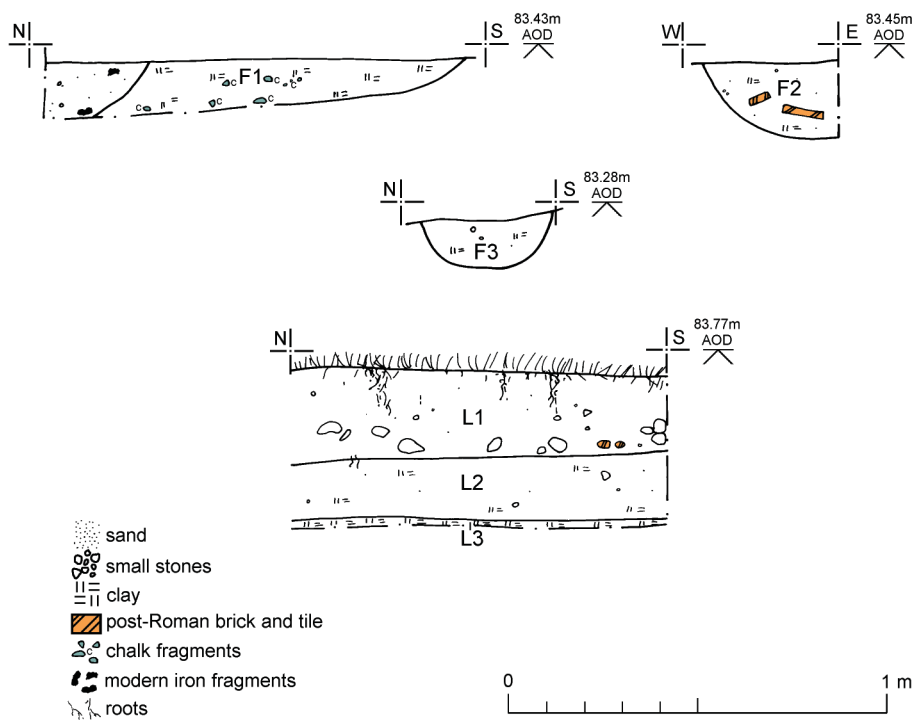 N
S
83.43m
AOD
F1
c
c
c
c
c
c
W
E
83.45m
AOD
F2
N
S
83.28m
AOD
F3
N
S
83.77m
AOD
L1
L2
L3
sand
small stones
clay
post-Roman brick and tile
c
chalk fragments
modern iron fragments
roots
0
1 m